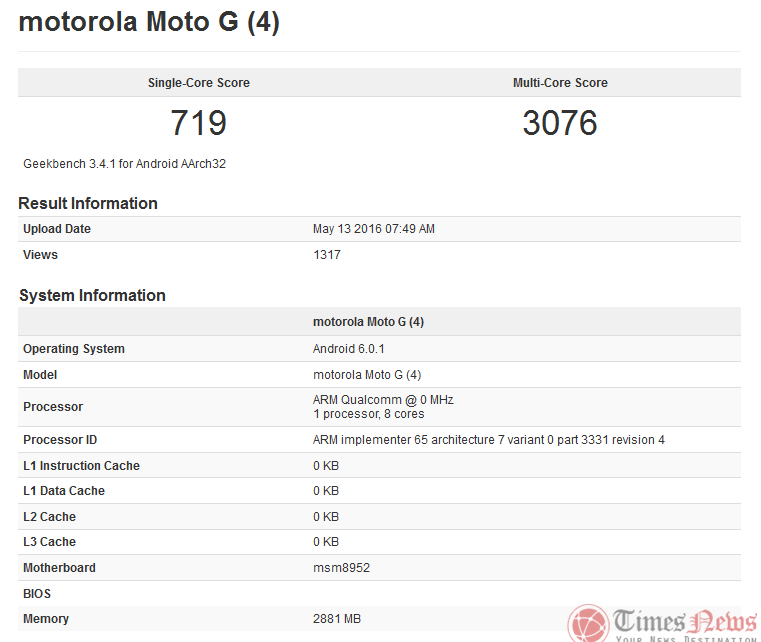 motorola Moto G (4)
Single-Core Score Multi-Core Score
719 3076
Geekbench 3.4.1 for Android AArch32
Result Information
Upload Date May 13 2016 07:49 AM
Views 1317
System Information
motorola Moto G (4)
Operating System Android 6.0.1
Model motorola Moto G (4)
Processor ARM Qualcomm @ 0 MHz
1 processor, 8 cores
Processor ID ARM implementer 65 architecture 7 variant 0 part 3331 revision 4
L1 Instruction Cache 0 KB
L1 Data Cache 0 KB
L2 Cache 0 KB
L3 Cache 0 KB
Motherboard msm8952
BIOS
Memory 2881 MB
Times News
Your News Destination